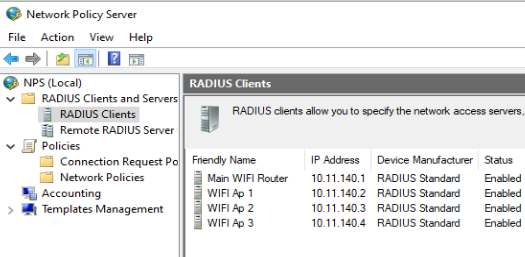 Network Policy Server
File Action View Help
NPS (Local)
RADIUS Clients and Servers
RADIUS Clients
Remote RADIUS Server
Policies
Connection Request Po
Network Policies
Accounting
Templates Management
RADIUS Clients
RADIUS clients allow you to specify the network access servers,
Friendly Name IP Address Device Manufacturer Status
Main WIFI Router 10.11.140.1 RADIUS Standard Enabled
WIFI Ap 1 10.11.140.2 RADIUS Standard Enabled
WIFI Ap 2 10.11.140.3 RADIUS Standard Enabled
WIFI Ap 3 10.11.140.4 RADIUS Standard Enabled